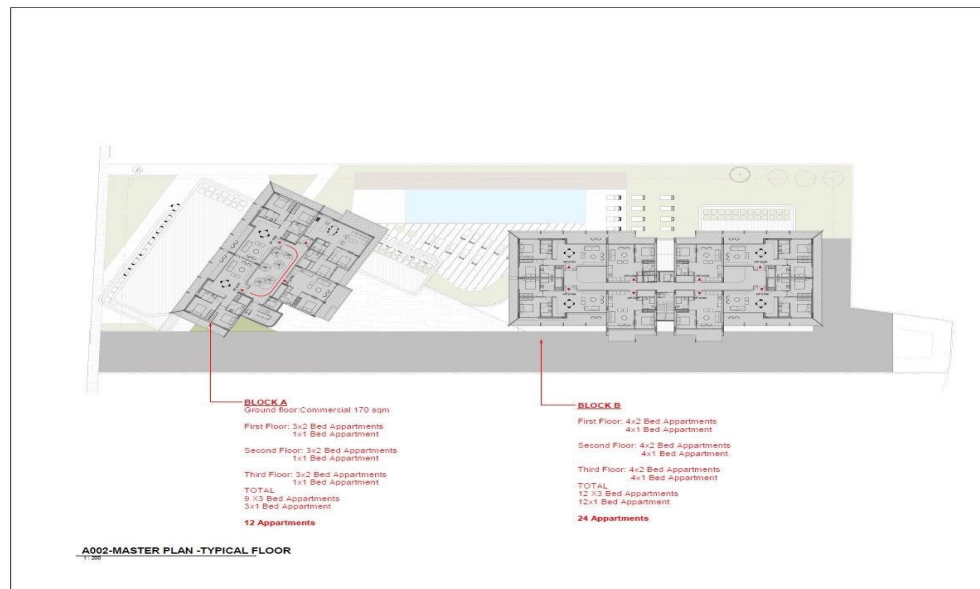 BLOCK A
Ground floor:Commercial 170 sqm
First Floor: 3x2 Bed Appartments
1x1 Bed Appartment
Second Floor: 3x2 Bed Appartments
1x1 Bed Appartment
Third Floor: 3x2 Bed Appartments
1x1 Bed Appartment
TOTAL
9 X3 Bed Appartments
3x1 Bed Appartment
12 Appartments
BLOCK B
First Floor: 4x2 Bed Appartments
4x1 Bed Appartment
Second Floor: 4x2 Bed Appartments
4x1 Bed Appartment
Third Floor: 4x2 Bed Appartments
4x1 Bed Appartment
TOTAL
12 X3 Bed Appartments
12x1 Bed Appartment
24 Appartments
A002-MASTER PLAN -TYPICAL FLOOR